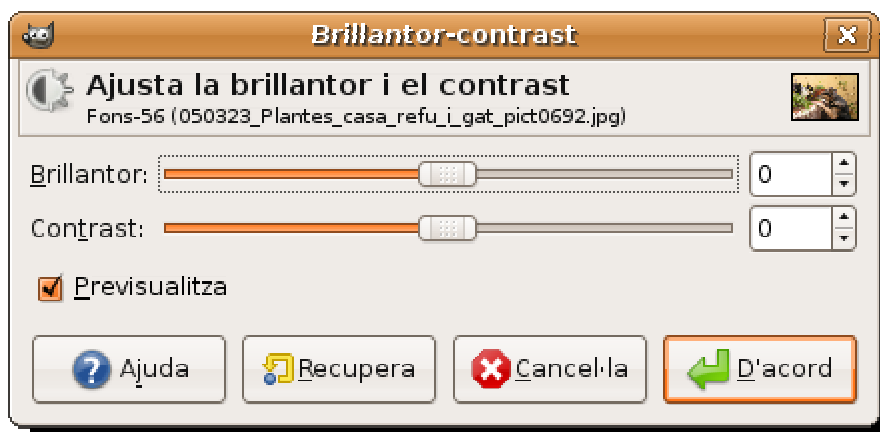 Brillantor-contrast
Ajusta la brillantor i el contrast
Fons-56 (050323_Plantes_casa_refu_i_gat_pict0692.jpg)
Brillantor: 0
Contrast: 0
Previsualitza
Ajuda Recupera Cancel·la D'acord